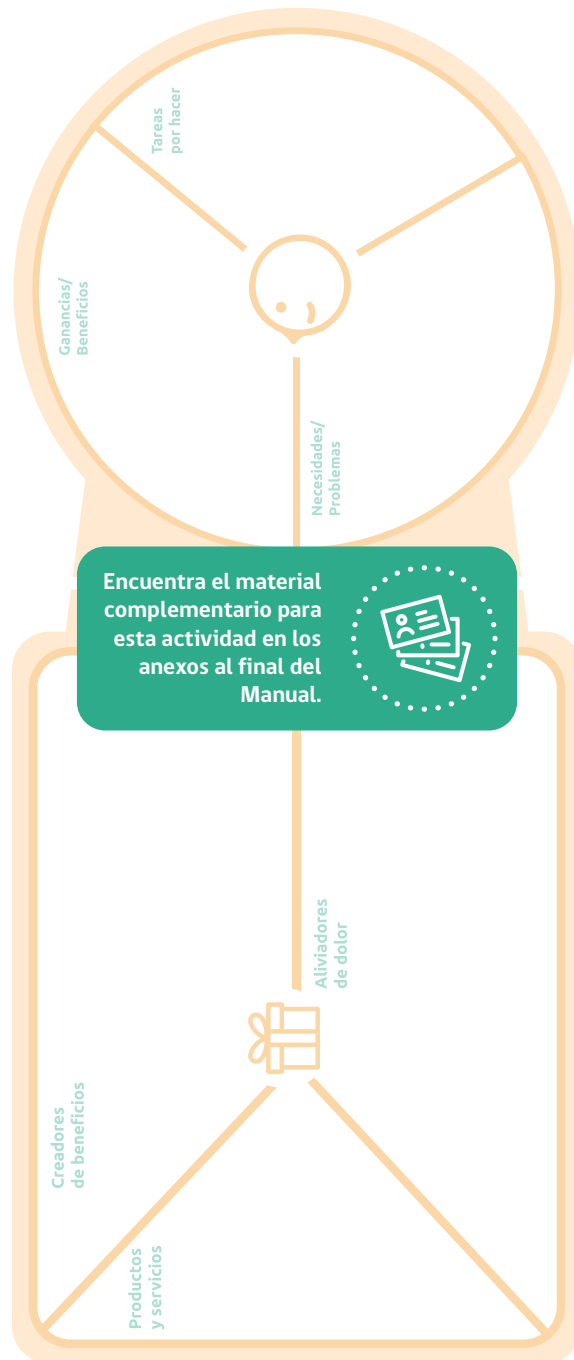 Tareas
por hacer
Ganancias/
Beneficios
Necesidades/
Problemas
Encuentra el material
complementario para
esta actividad en los
anexos al final del
Manual.
Aliviadores
de dolor
Creadores
de beneficios
Productos
y servicios